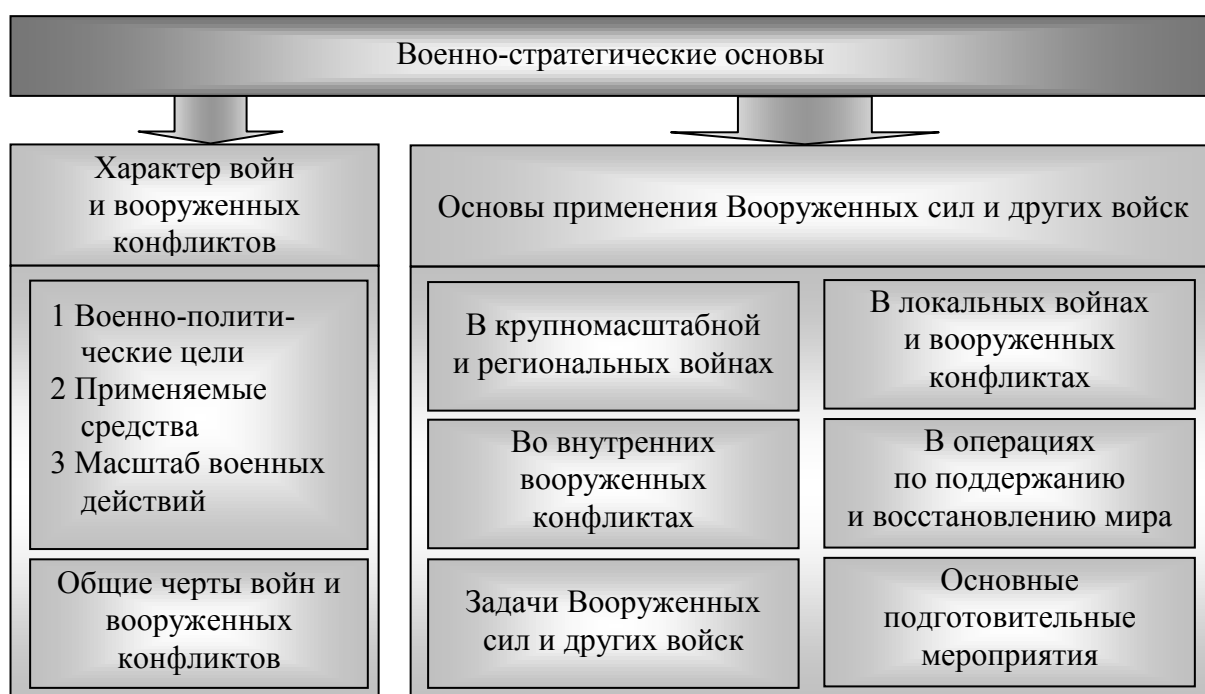 Военно-стратегические основы
Характер войн
и вооруженных
конфликтов
1 Военно-полити-
ческие цели
2 Применяемые
средства
3 Масштаб военных
действий
Общие черты войн и
вооруженных
конфликтов
Основы применения Вооруженных сил и других войск
В крупномасштабной
и региональных войнах
В локальных войнах
и вооруженных
конфликтах
Во внутренних
вооруженных
конфликтах
В операциях
по поддержанию
и восстановлению мира
Задачи Вооруженных
сил и других войск
Основные
подготовительные
мероприятия